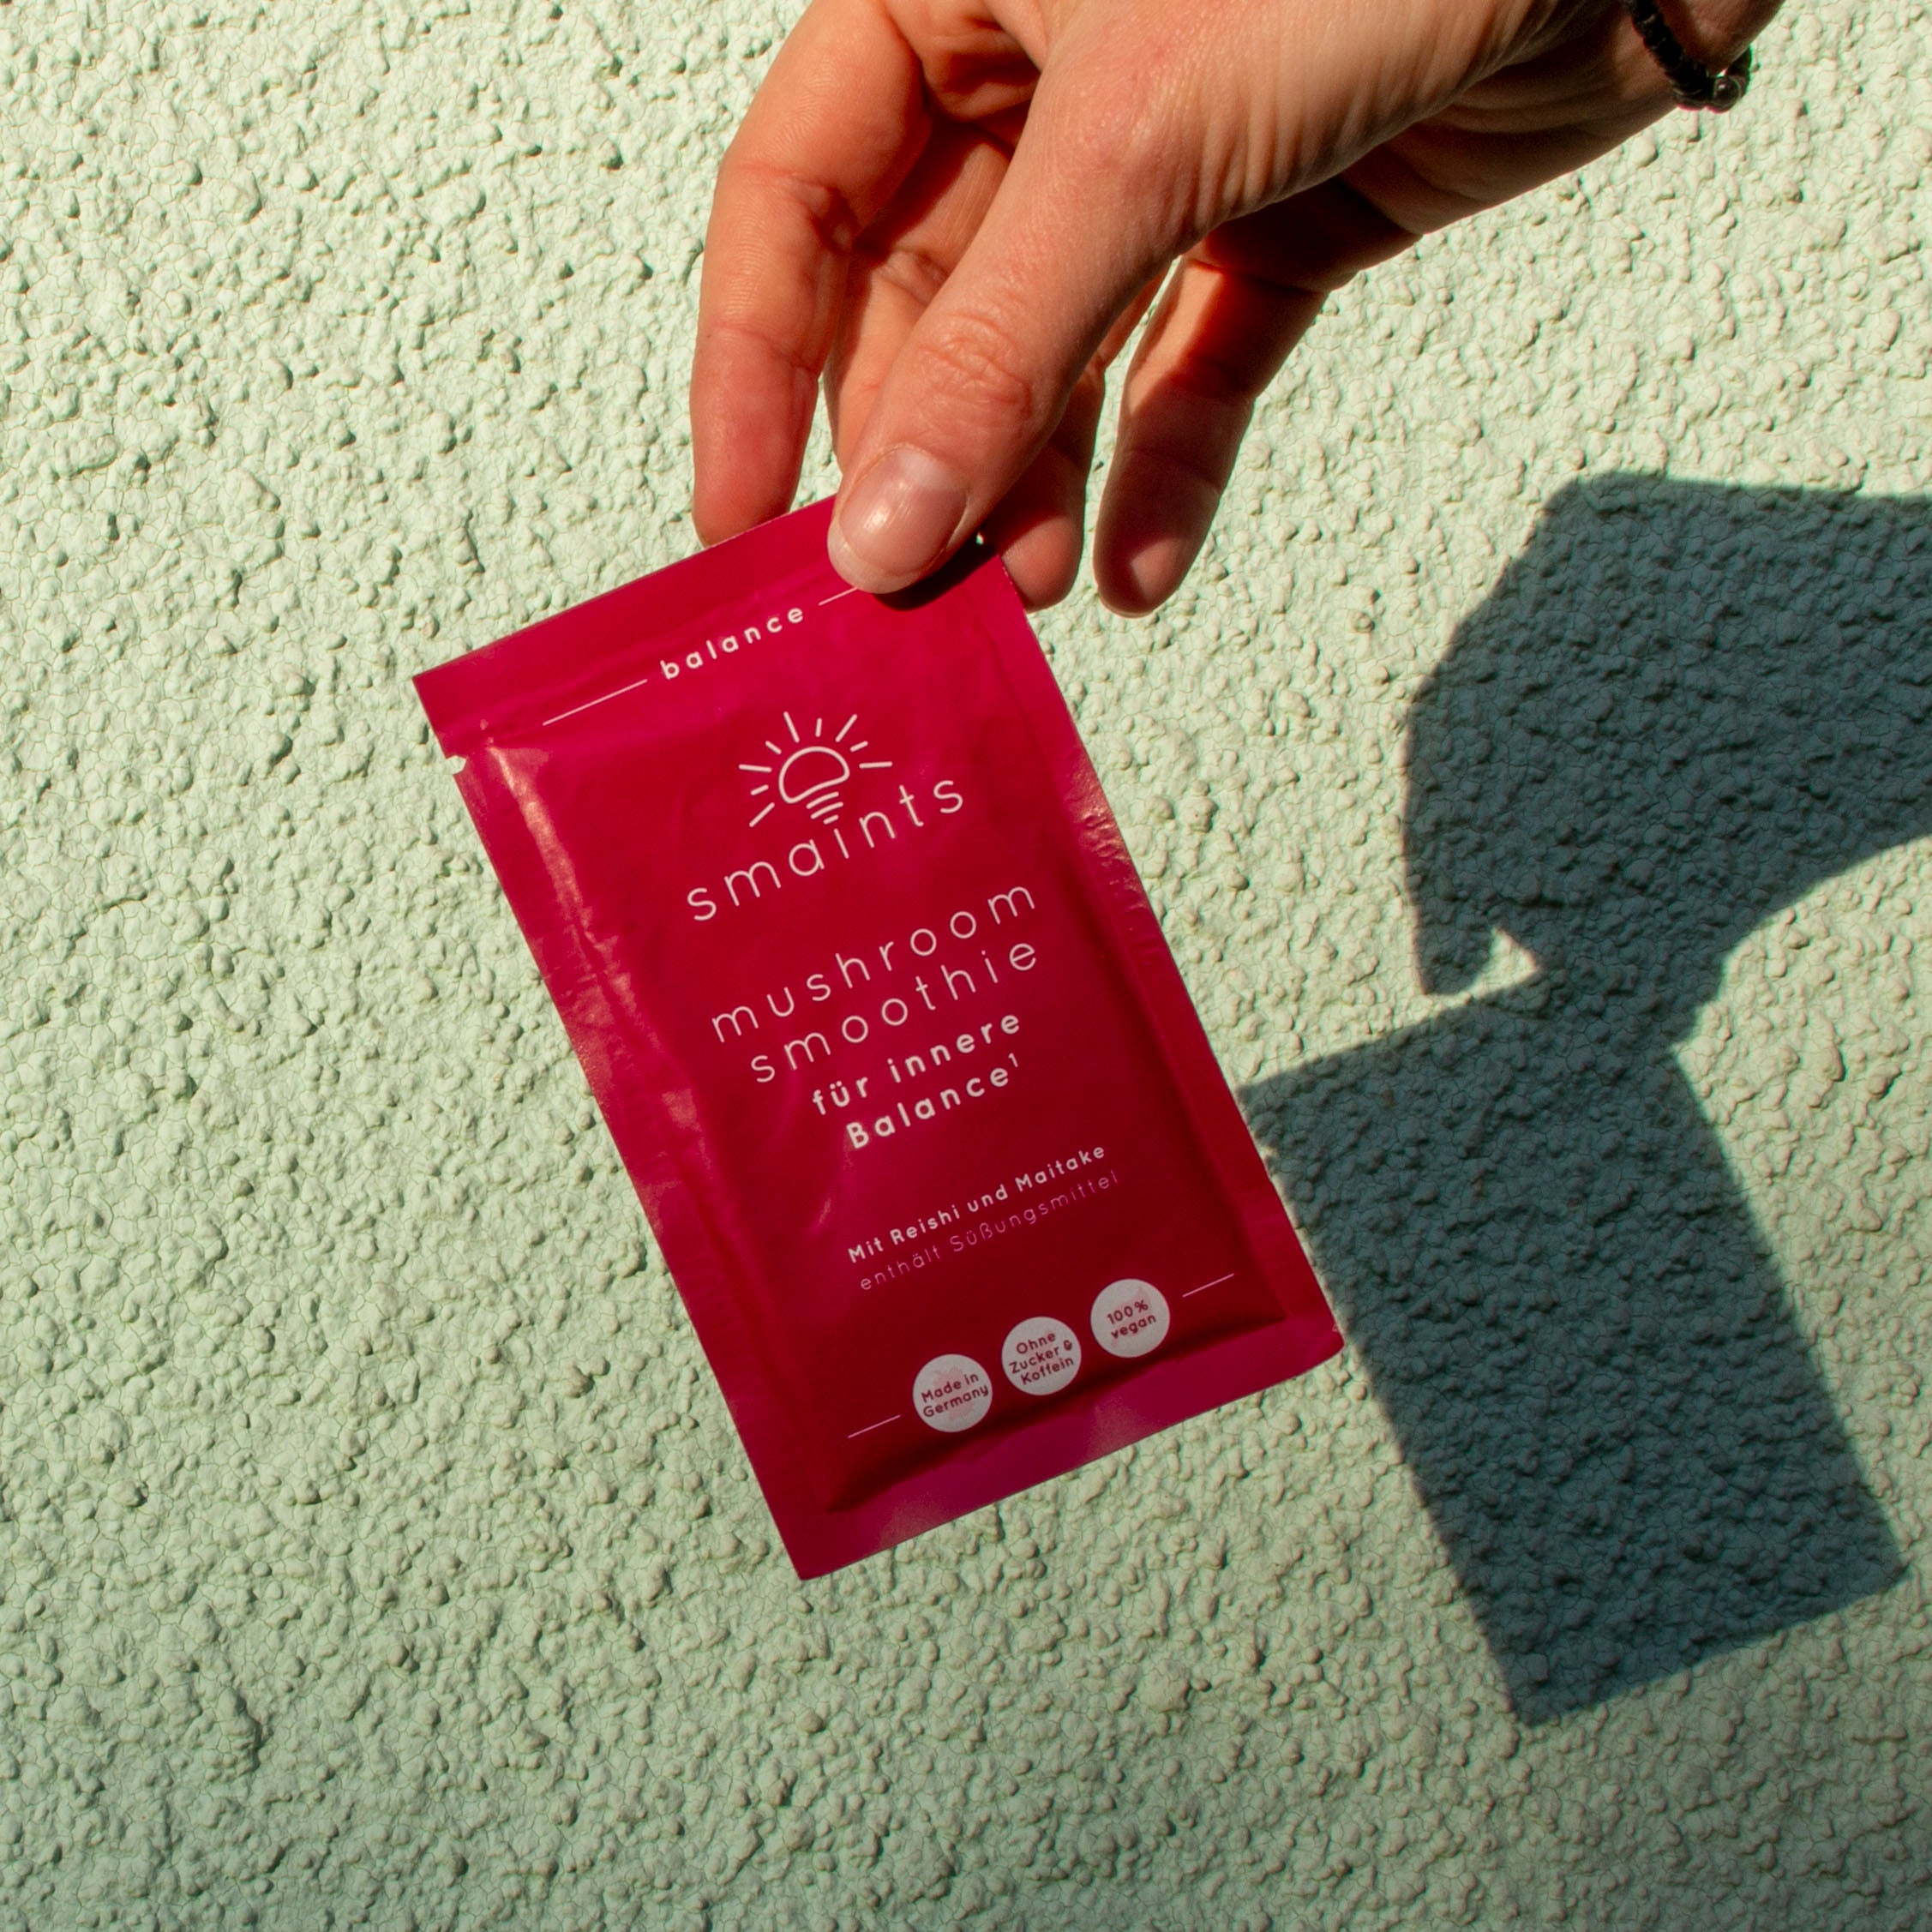 balance
smaints
mushroom
smoothie
für innere
Balance¹
Mit Reishi und Maitake
enthält Süßungsmittel
Made in
Germany
Ohne
Zucker &
Koffein
100%
vegan